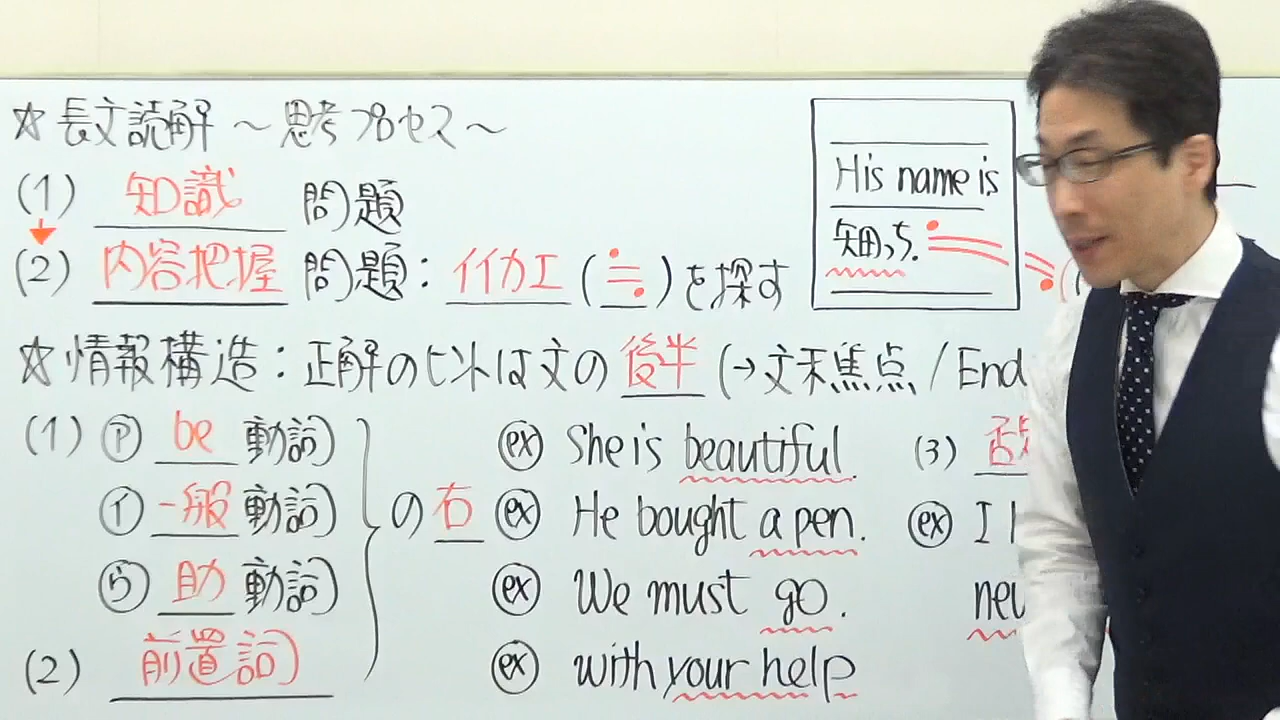 ☆長文読解 ～思考プロセス～
(1) 知識 問題
(2) 内容把握 問題：イイカエ(≒)を探す
His name is
知っち.
☆情報構造：正解のヒントは文の後半(→文末焦点/End
(1) ㋐ be 動詞
㋑ 一般 動詞
㋒ 助 動詞
(2) 前置詞
の右
ex She is beautiful.
ex He bought a pen.
ex We must go.
ex with your help
(3)
ex I